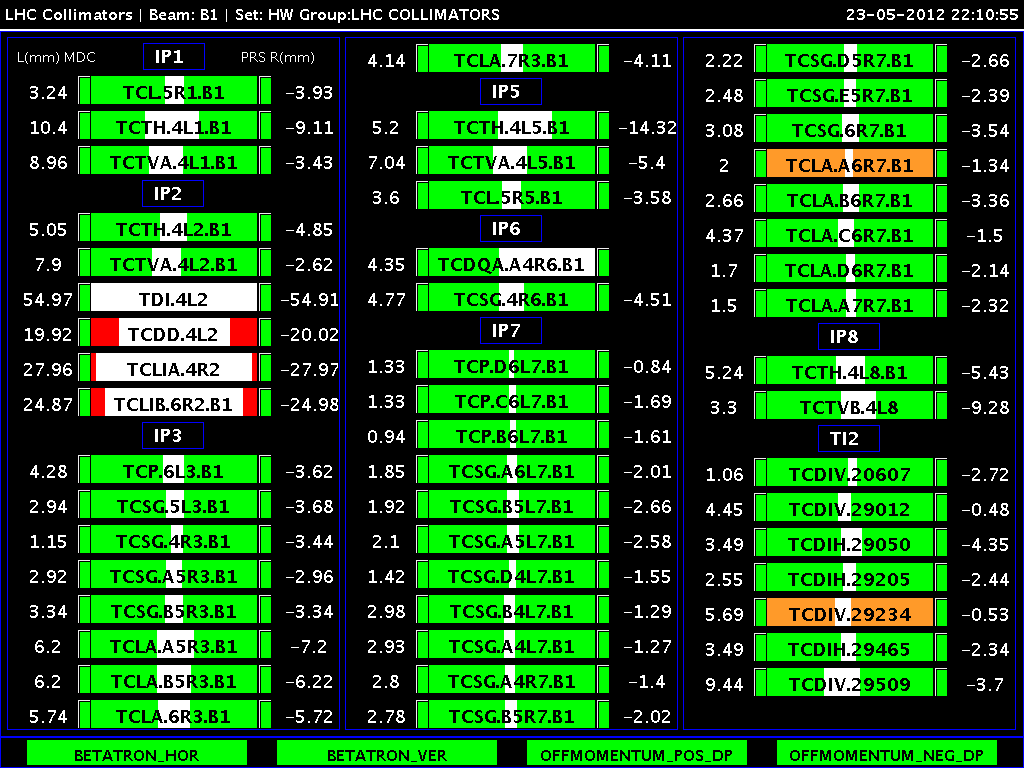 LHC Collimators | Beam: B1 | Set: HW Group:LHC COLLIMATORS 23-05-2012 22:10:55
L(mm) MDC IP1 PRS R(mm)
3.24 TCL.5R1.B1 -3.93
10.4 TCTH.4L1.B1 -9.11
8.96 TCTVA.4L1.B1 -3.43
IP2
5.05 TCTH.4L2.B1 -4.85
7.9 TCTVA.4L2.B1 -2.62
54.97 TDI.4L2 -54.91
19.92 TCDD.4L2 -20.02
27.96 TCLIA.4R2 -27.97
24.87 TCLIB.6R2.B1 -24.98
IP3
4.28 TCP.6L3.B1 -3.62
2.94 TCSG.5L3.B1 -3.68
1.15 TCSG.4R3.B1 -3.44
2.92 TCSG.A5R3.B1 -2.96
3.34 TCSG.B5R3.B1 -3.34
6.2 TCLA.A5R3.B1 -7.2
6.2 TCLA.B5R3.B1 -6.22
5.74 TCLA.6R3.B1 -5.72
4.14 TCLA.7R3.B1 -4.11
IP5
5.2 TCTH.4L5.B1 -14.32
7.04 TCTVA.4L5.B1 -5.4
3.6 TCL.5R5.B1 -3.58
IP6
4.35 TCDQA.A4R6.B1
4.77 TCSG.4R6.B1 -4.51
IP7
1.33 TCP.D6L7.B1 -0.84
1.33 TCP.C6L7.B1 -1.69
0.94 TCP.B6L7.B1 -1.61
1.85 TCSG.A6L7.B1 -2.01
1.92 TCSG.B5L7.B1 -2.66
2.1 TCSG.A5L7.B1 -2.58
1.42 TCSG.D4L7.B1 -1.55
2.98 TCSG.B4L7.B1 -1.29
2.93 TCSG.A4L7.B1 -1.27
2.8 TCSG.A4R7.B1 -1.4
2.78 TCSG.B5R7.B1 -2.02
2.22 TCSG.D5R7.B1 -2.66
2.48 TCSG.E5R7.B1 -2.39
3.08 TCSG.6R7.B1 -3.54
2 TCLA.A6R7.B1 -1.34
2.66 TCLA.B6R7.B1 -3.36
4.37 TCLA.C6R7.B1 -1.5
1.7 TCLA.D6R7.B1 -2.14
1.5 TCLA.A7R7.B1 -2.32
IP8
5.24 TCTH.4L8.B1 -5.43
3.3 TCTVB.4L8 -9.28
TI2
1.06 TCDIV.20607 -2.72
4.45 TCDIV.29012 -0.48
3.49 TCDIH.29050 -4.35
2.55 TCDIH.29205 -2.44
5.69 TCDIV.29234 -0.53
3.49 TCDIH.29465 -2.34
9.44 TCDIV.29509 -3.7
BETATRON_HOR BETATRON_VER OFFMOMENTUM_POS_DP OFFMOMENTUM_NEG_DP